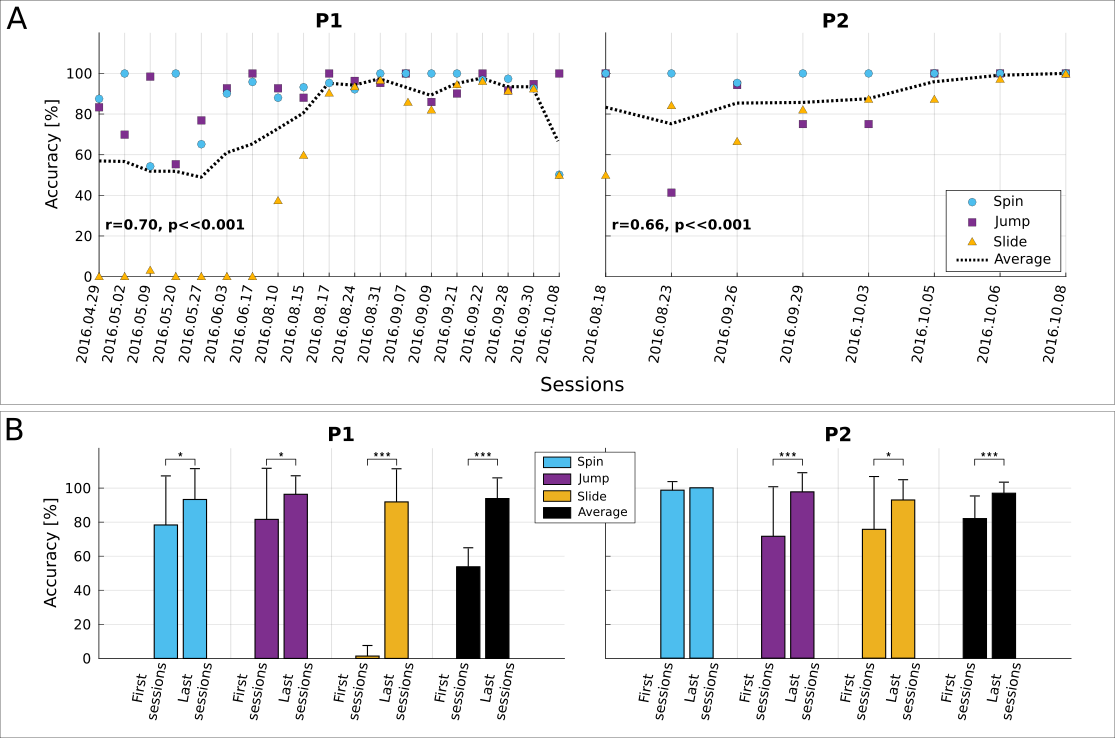 A
P1
P2
Accuracy [%]
100
80
60
40
20
0
r=0.70, p<<0.001
r=0.66, p<<0.001
Spin
Jump
Slide
Average
2016.04.29
2016.05.02
2016.05.09
2016.05.20
2016.05.27
2016.06.03
2016.06.17
2016.08.10
2016.08.15
2016.08.17
2016.08.24
2016.08.31
2016.09.07
2016.09.09
2016.09.21
2016.09.22
2016.09.28
2016.09.30
2016.10.08
2016.08.18
2016.08.23
2016.09.26
2016.09.29
2016.10.03
2016.10.05
2016.10.06
2016.10.08
Sessions
B
P1
P2
Accuracy [%]
100
80
60
40
20
0
*
*
***
***
Spin
Jump
Slide
Average
***
*
***
First
sessions
Last
sessions
First
sessions
Last
sessions
First
sessions
Last
sessions
First
sessions
Last
sessions
First
sessions
Last
sessions
First
sessions
Last
sessions
First
sessions
Last
sessions
First
sessions
Last
sessions